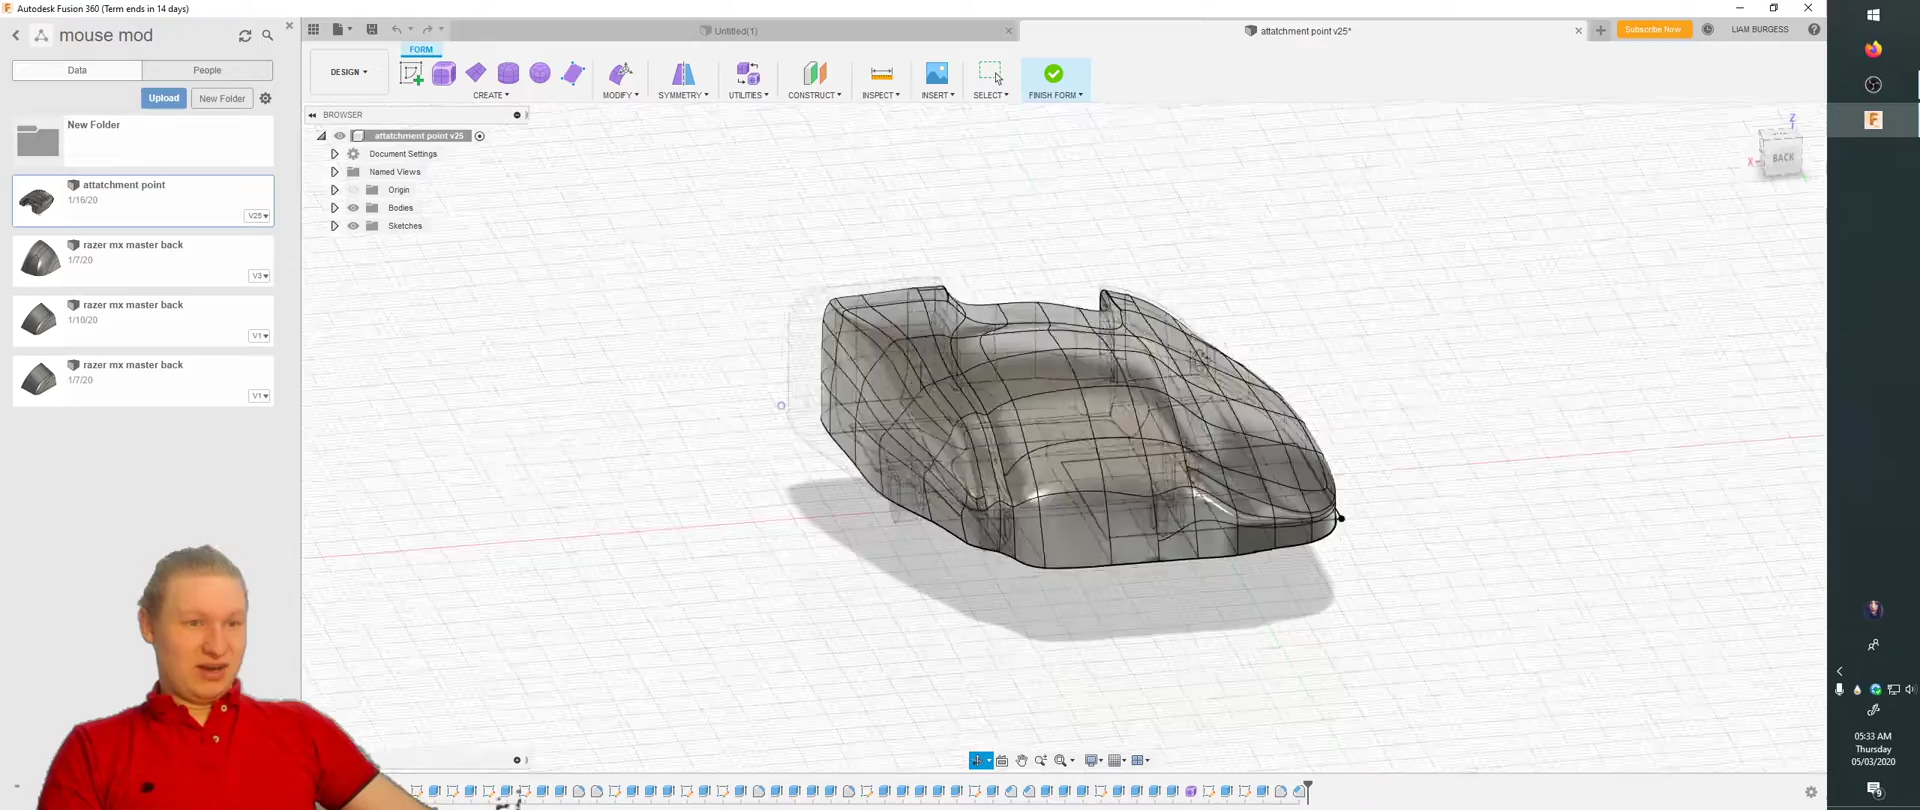 Autodesk Fusion 360 (Term ends in 14 days)
mouse mod
Data
People
Upload
New Folder
New Folder
attatchment point
1/16/20
V25
razer mx master back
1/7/20
V3
razer mx master back
1/10/20
V1
razer mx master back
1/7/20
V1
Untitled(1)
attatchment point v25*
Subscribe Now
LIAM BURGESS
DESIGN
FORM
CREATE
MODIFY
SYMMETRY
UTILITIES
CONSTRUCT
INSPECT
INSERT
SELECT
FINISH FORM
BROWSER
attatchment point v25
Document Settings
Named Views
Origin
Bodies
Sketches
Z
X
BACK
05:33 AM
Thursday
05/03/2020
9